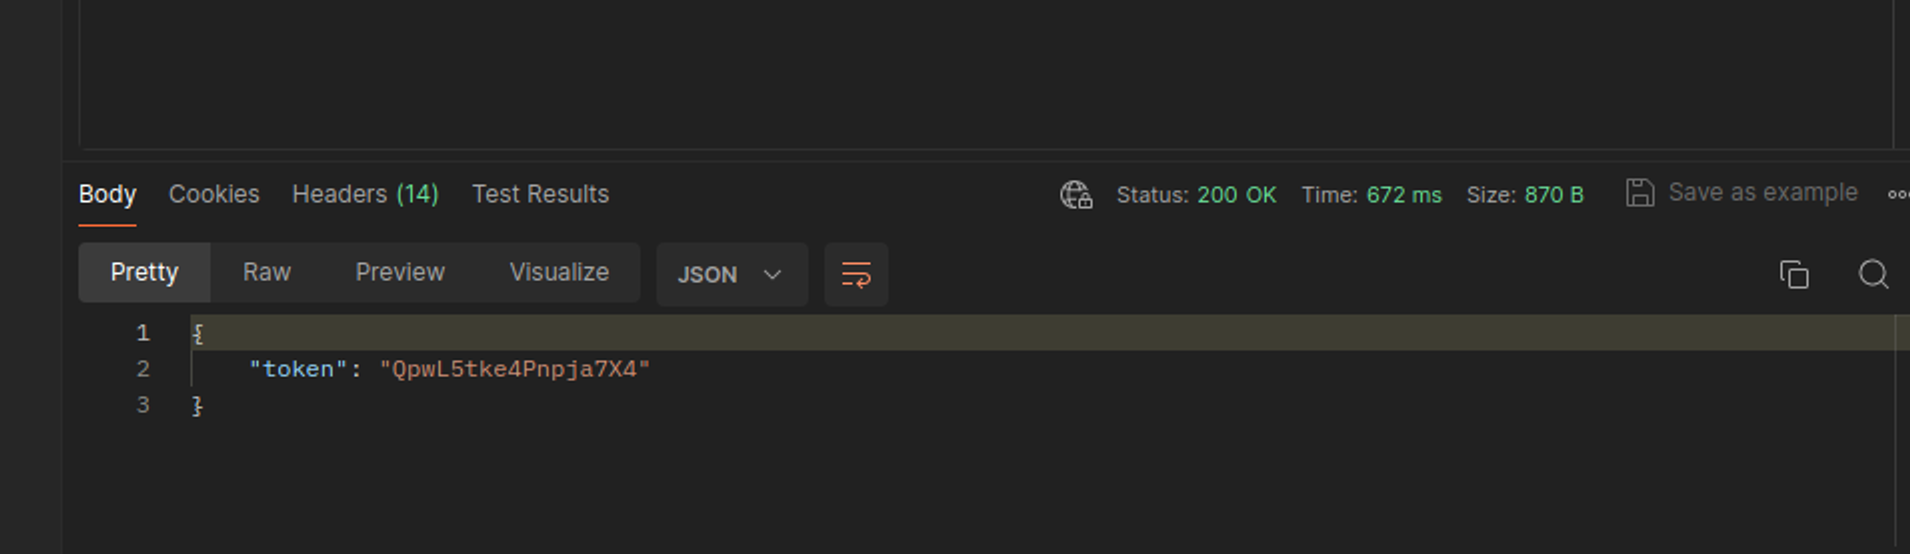 Body Cookies Headers (14) Test Results Status: 200 OK Time: 672 ms Size: 870 B Save as example
Pretty Raw Preview Visualize JSON
1 {
2 "token": "QpwL5tke4Pnpja7X4"
3 }